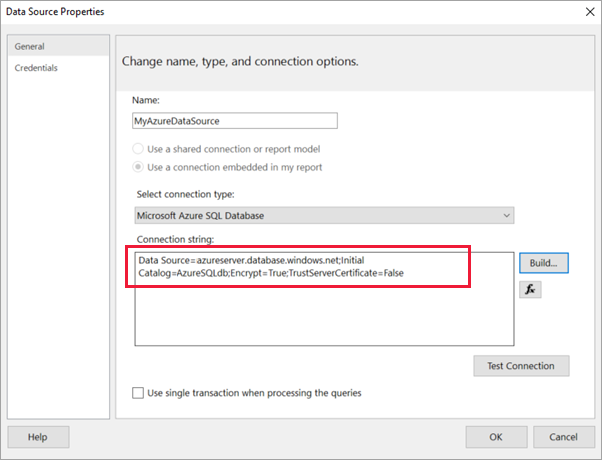 Data Source Properties
General
Credentials
Change name, type, and connection options.
Name:
MyAzureDataSource
Use a shared connection or report model
Use a connection embedded in my report
Select connection type:
Microsoft Azure SQL Database
Connection string:
Data Source=azureserver.database.windows.net;Initial
Catalog=AzureSQLdb;Encrypt=True;TrustServerCertificate=False
Build...
fx
Test Connection
Use single transaction when processing the queries
Help
OK
Cancel